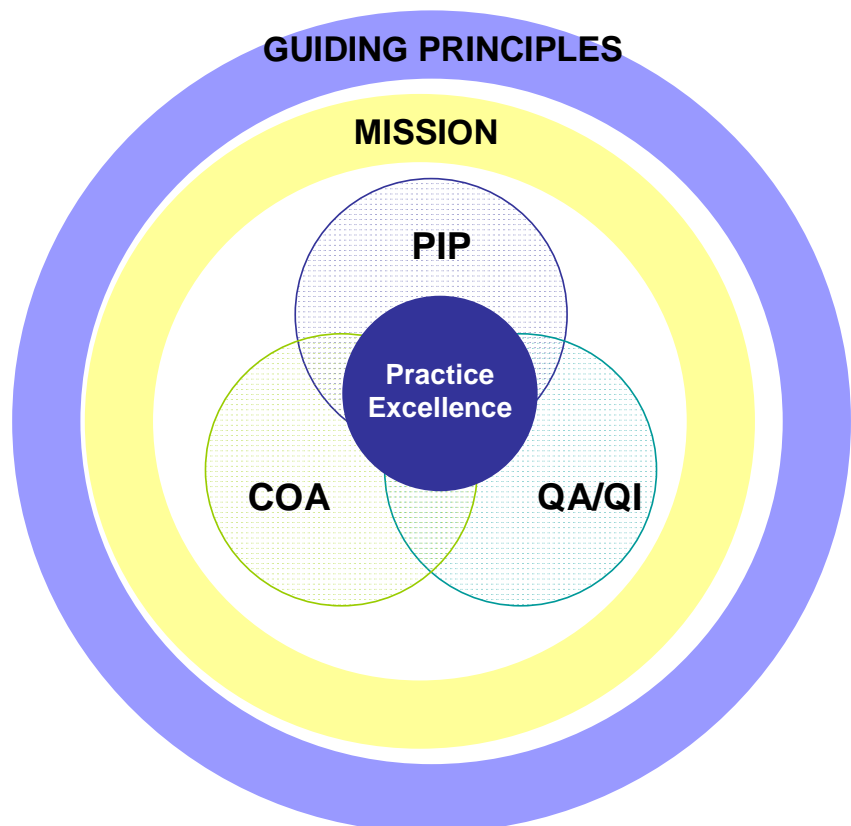 GUIDING PRINCIPLES
MISSION
PIP
Practice
Excellence
COA
QA/QI